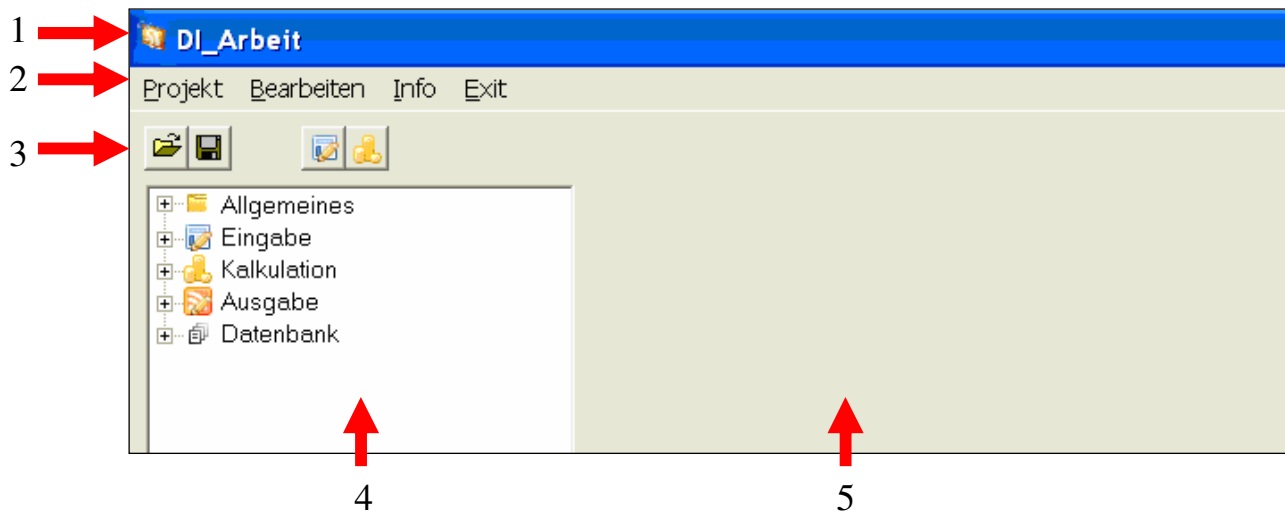 1 DI_Arbeit
2 Projekt Bearbeiten Info Exit
3
Allgemeines
Eingabe
Kalkulation
Ausgabe
Datenbank
4 5